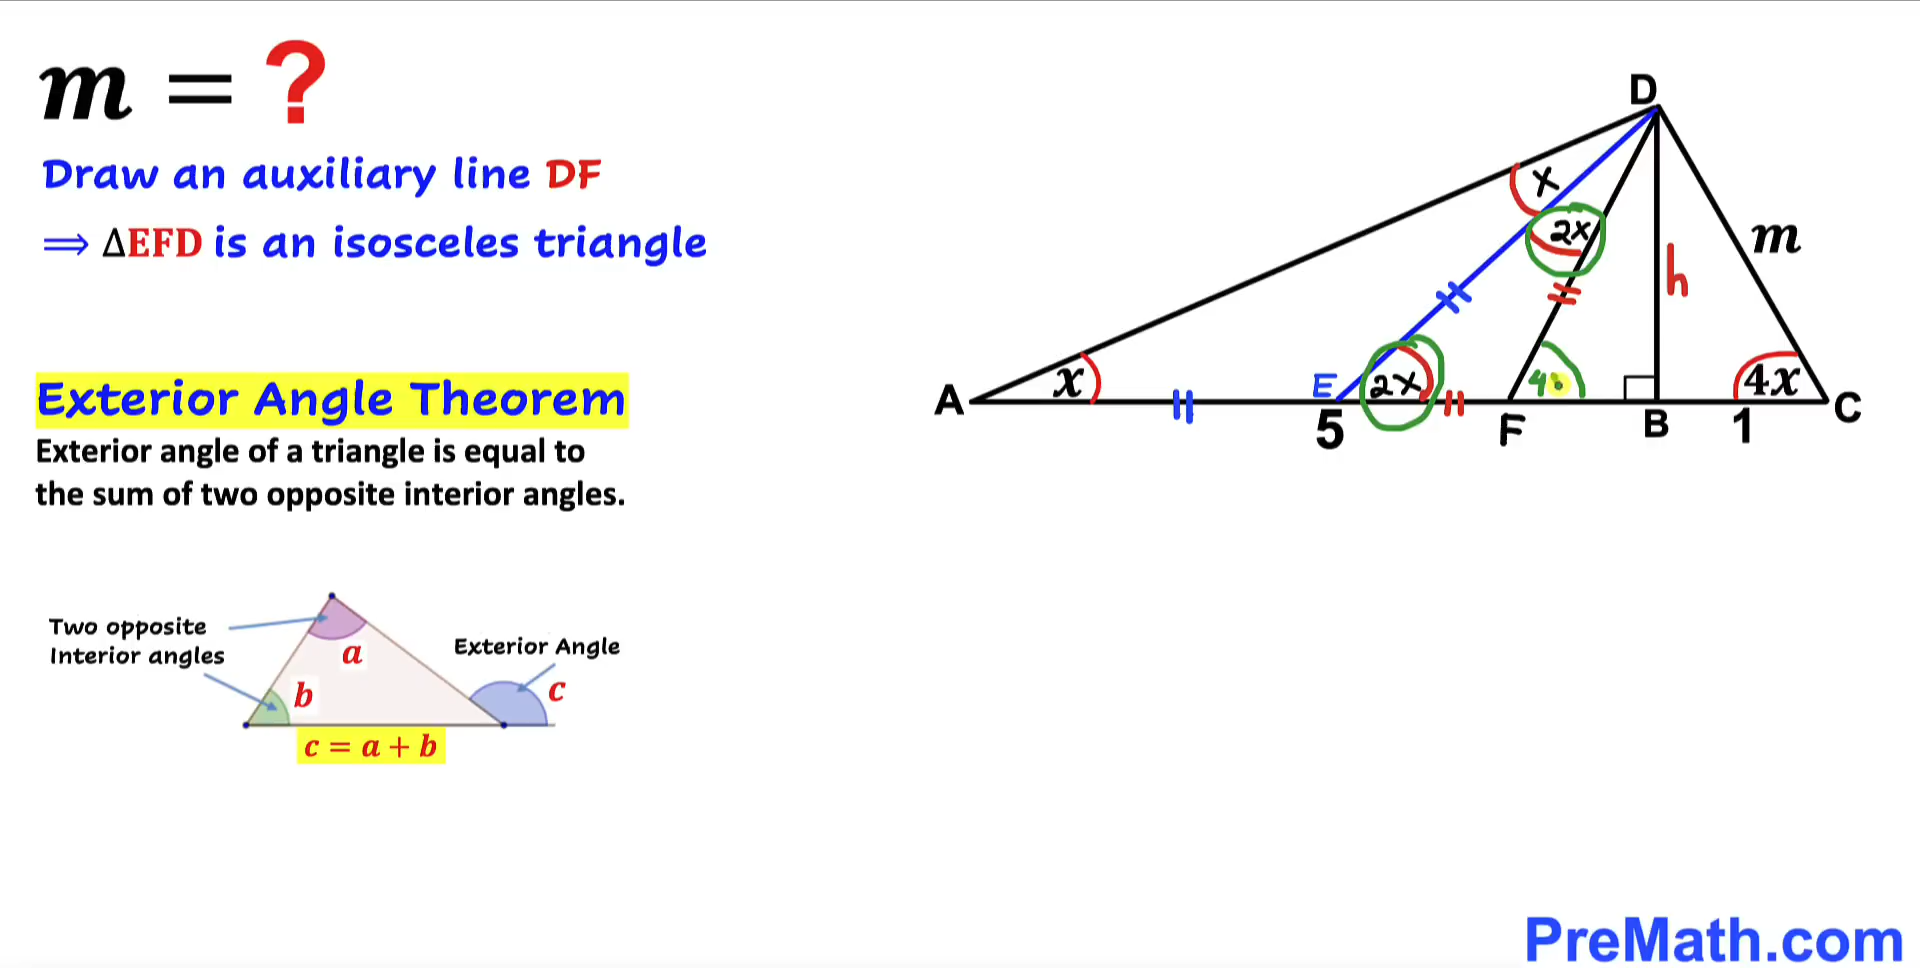 m = ?
Draw an auxiliary line DF
⟹ ΔEFD is an isosceles triangle
Exterior Angle Theorem
Exterior angle of a triangle is equal to
the sum of two opposite interior angles.
Two opposite
Interior angles
a
b
Exterior Angle
c
c = a + b
D
x
2x
m
h
A
x
E
2x
4x
C
5
F
B
1
PreMath.com